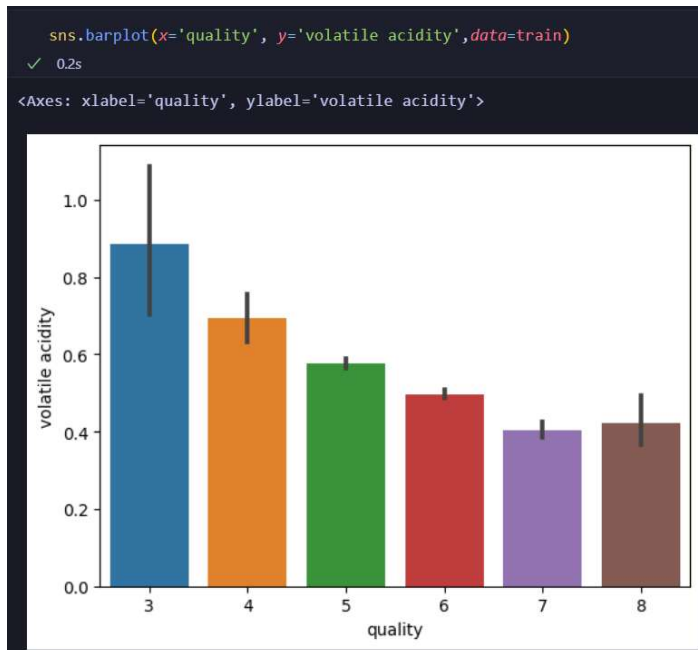 sns.barplot(x='quality', y='volatile acidity',data=train)
✓ 0.2s
<Axes: xlabel='quality', ylabel='volatile acidity'>
1.0
0.8
0.6
0.4
0.2
0.0
volatile acidity
3 4 5 6 7 8
quality